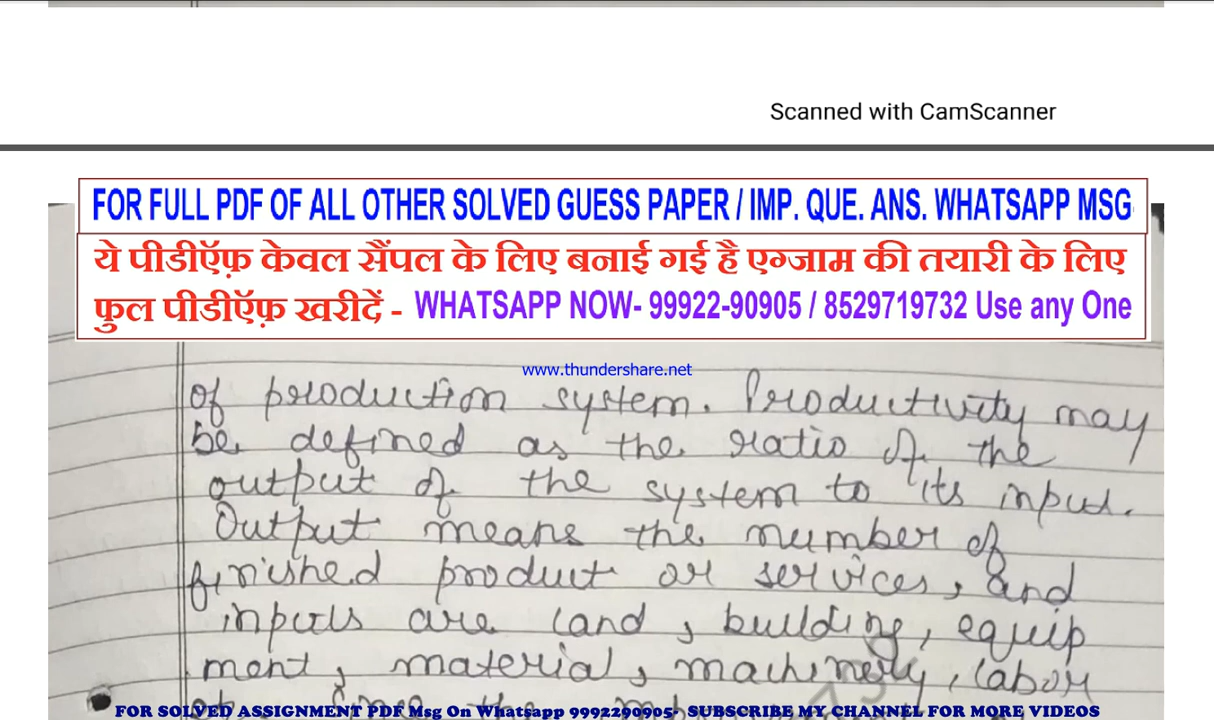 Scanned with CamScanner
FOR FULL PDF OF ALL OTHER SOLVED GUESS PAPER / IMP. QUE. ANS. WHATSAPP MSG
ये पीडीऍफ़ केवल सैंपल के लिए बनाई गई है एग्जाम की तयारी के लिए
फुल पीडीऍफ़ खरीदें - WHATSAPP NOW- 99922-90905 / 8529719732 Use any One
www.thundershare.net
of production system. Productivity may
be defined as the ratio of the
output of the system to its input.
Output means the number of
finished product or services, and
inputs are land, building, equip
ment, material, machinery, labor
FOR SOLVED ASSIGNMENT PDF Msg On Whatsapp 9992290905- SUBSCRIBE MY CHANNEL FOR MORE VIDEOS